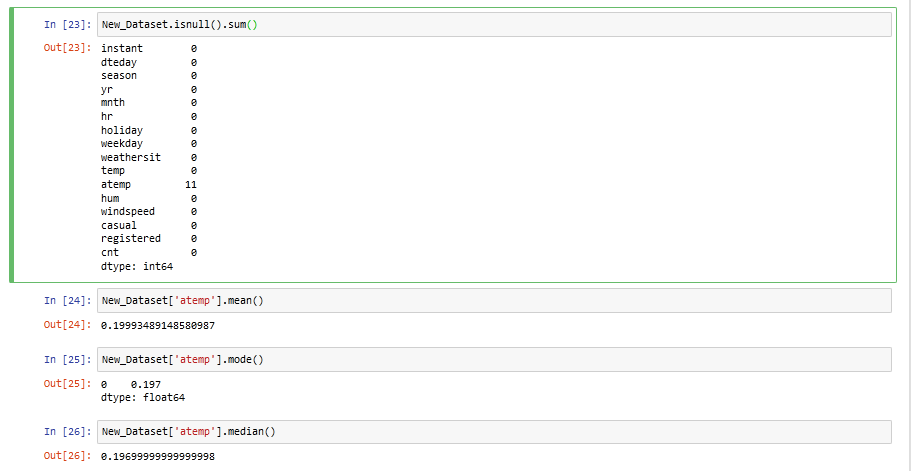 In [23]: New_Dataset.isnull().sum()
Out[23]: instant 0
dteday 0
season 0
yr 0
mnth 0
hr 0
holiday 0
weekday 0
weathersit 0
temp 0
atemp 11
hum 0
windspeed 0
casual 0
registered 0
cnt 0
dtype: int64
In [24]: New_Dataset['atemp'].mean()
Out[24]: 0.19993489148580987
In [25]: New_Dataset['atemp'].mode()
Out[25]: 0 0.197
dtype: float64
In [26]: New_Dataset['atemp'].median()
Out[26]: 0.19699999999999998